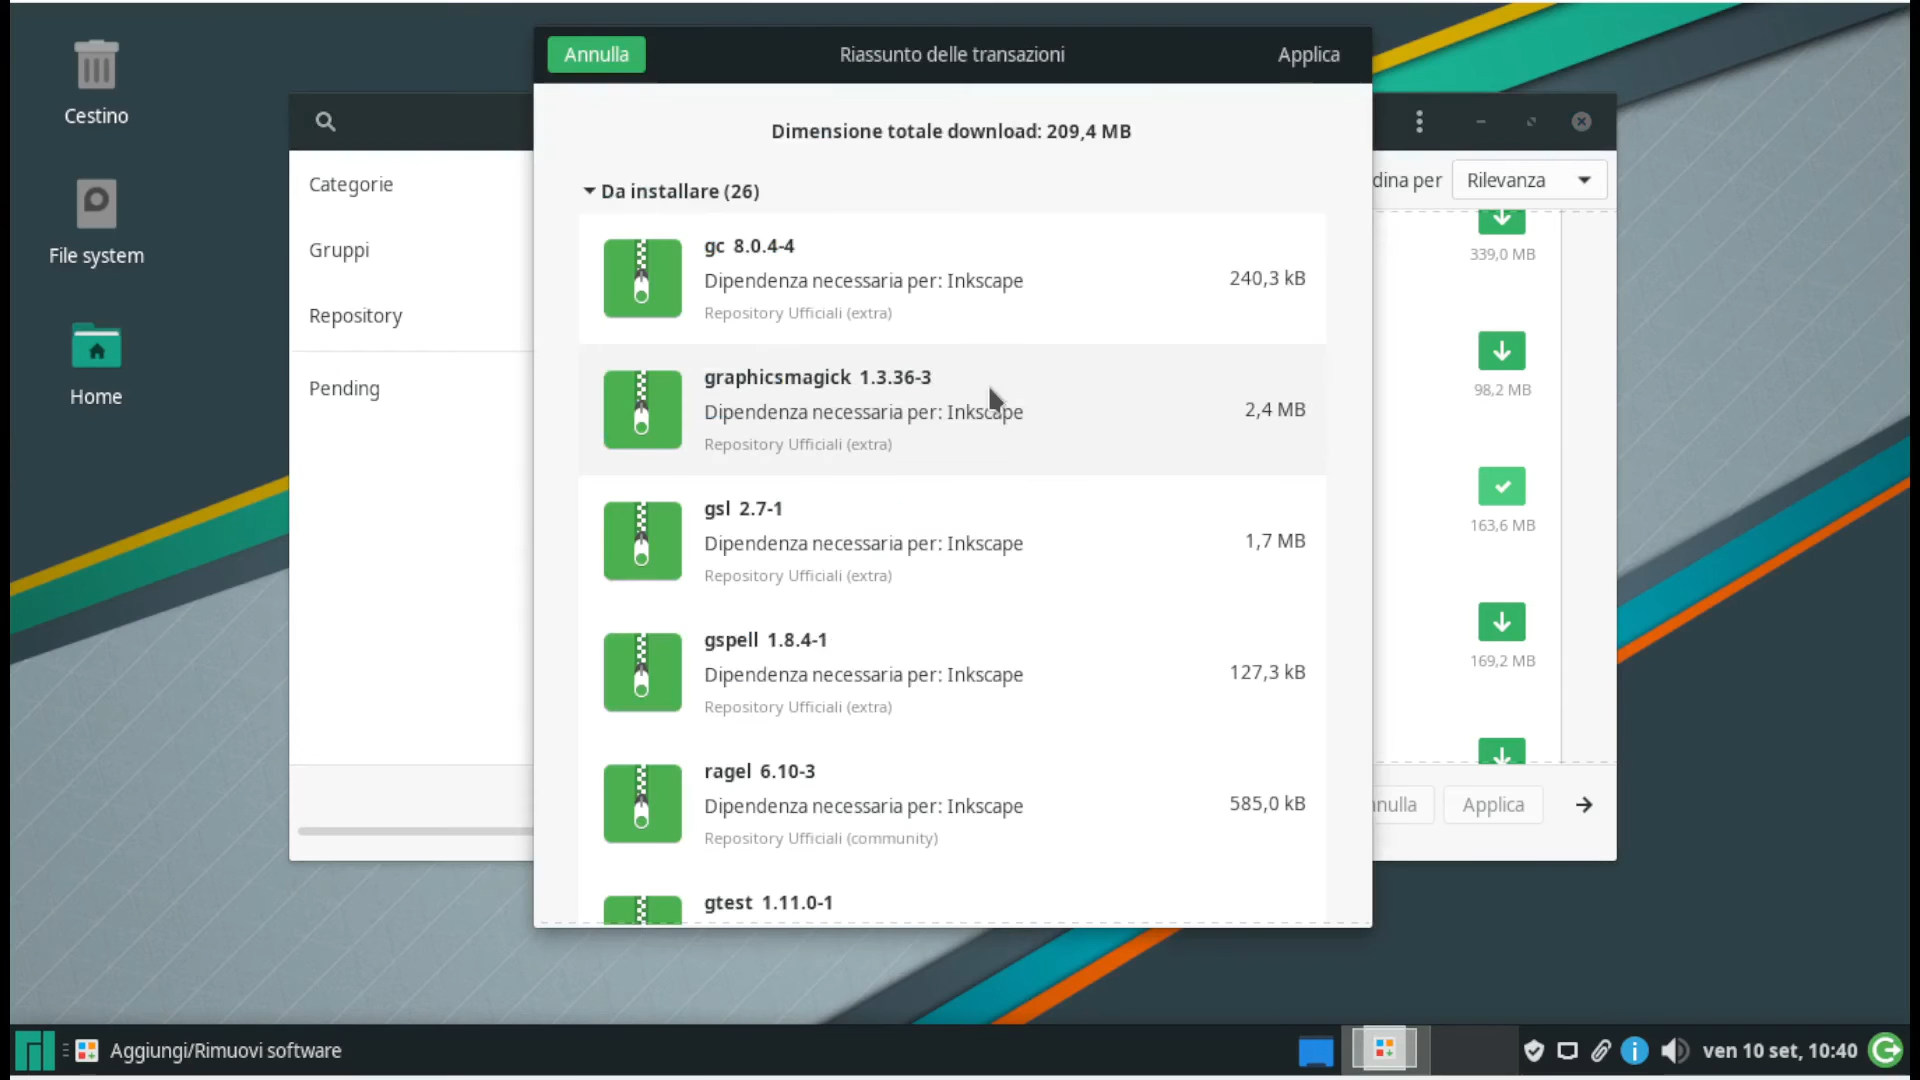 Cestino
File system
Home
Annulla
Riassunto delle transazioni
Applica
Dimensione totale download: 209,4 MB
Da installare (26)
gc 8.0.4-4
Dipendenza necessaria per: Inkscape
Repository Ufficiali (extra)
240,3 kB
graphicsmagick 1.3.36-3
Dipendenza necessaria per: Inkscape
Repository Ufficiali (extra)
2,4 MB
gsl 2.7-1
Dipendenza necessaria per: Inkscape
Repository Ufficiali (extra)
1,7 MB
gspell 1.8.4-1
Dipendenza necessaria per: Inkscape
Repository Ufficiali (extra)
127,3 kB
ragel 6.10-3
Dipendenza necessaria per: Inkscape
Repository Ufficiali (community)
585,0 kB
gtest 1.11.0-1
Categorie
Gruppi
Repository
Pending
dina per
Rilevanza
339,0 MB
98,2 MB
163,6 MB
169,2 MB
nnulla
Applica
Aggiungi/Rimuovi software
ven 10 set, 10:40